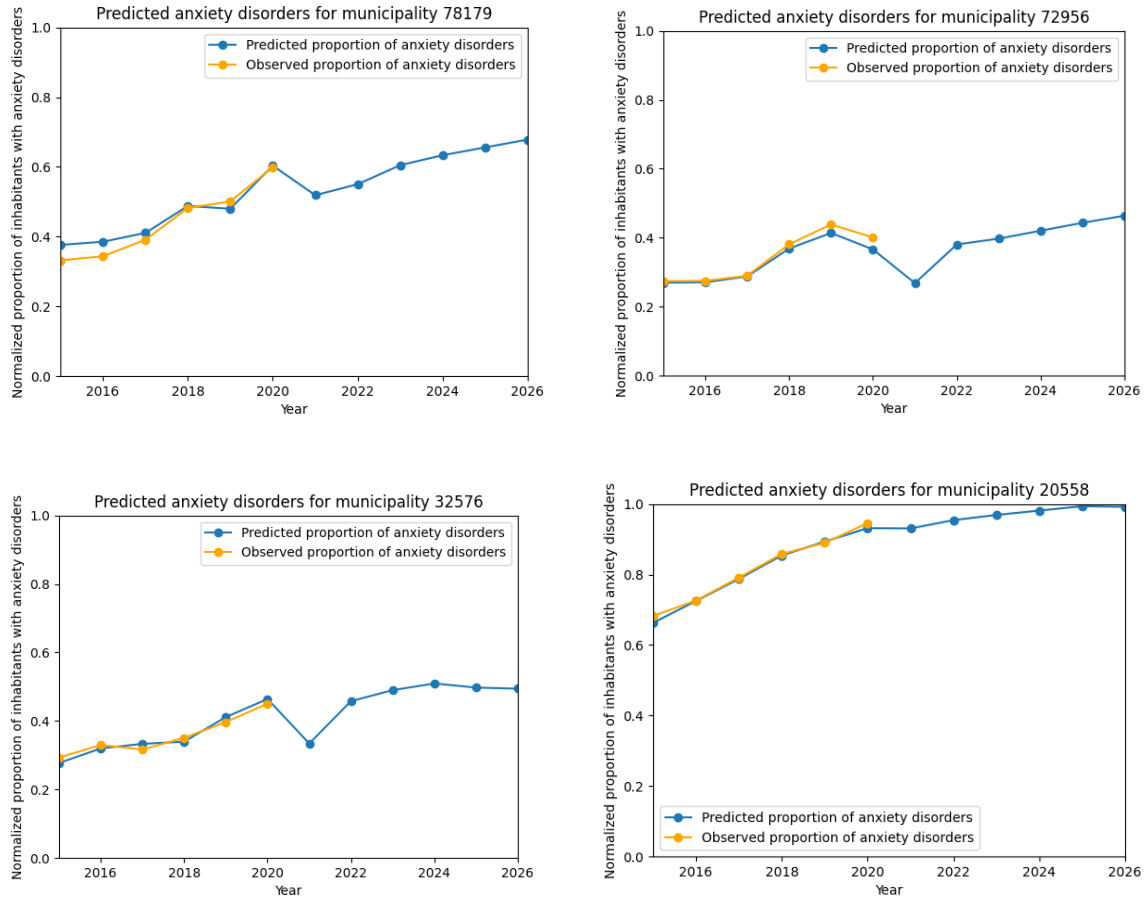 Predicted anxiety disorders for municipality 78179
Normalized proportion of inhabitants with anxiety disorders
1.0
0.8
0.6
0.4
0.2
0.0
Predicted proportion of anxiety disorders
Observed proportion of anxiety disorders
2016 2018 2020 2022 2024 2026
Year
Predicted anxiety disorders for municipality 72956
Normalized proportion of inhabitants with anxiety disorders
1.0
0.8
0.6
0.4
0.2
0.0
Predicted proportion of anxiety disorders
Observed proportion of anxiety disorders
2016 2018 2020 2022 2024 2026
Year
Predicted anxiety disorders for municipality 32576
Normalized proportion of inhabitants with anxiety disorders
1.0
0.8
0.6
0.4
0.2
0.0
Predicted proportion of anxiety disorders
Observed proportion of anxiety disorders
2016 2018 2020 2022 2024 2026
Year
Predicted anxiety disorders for municipality 20558
Normalized proportion of inhabitants with anxiety disorders
1.0
0.8
0.6
0.4
0.2
0.0
Predicted proportion of anxiety disorders
Observed proportion of anxiety disorders
2016 2018 2020 2022 2024 2026
Year